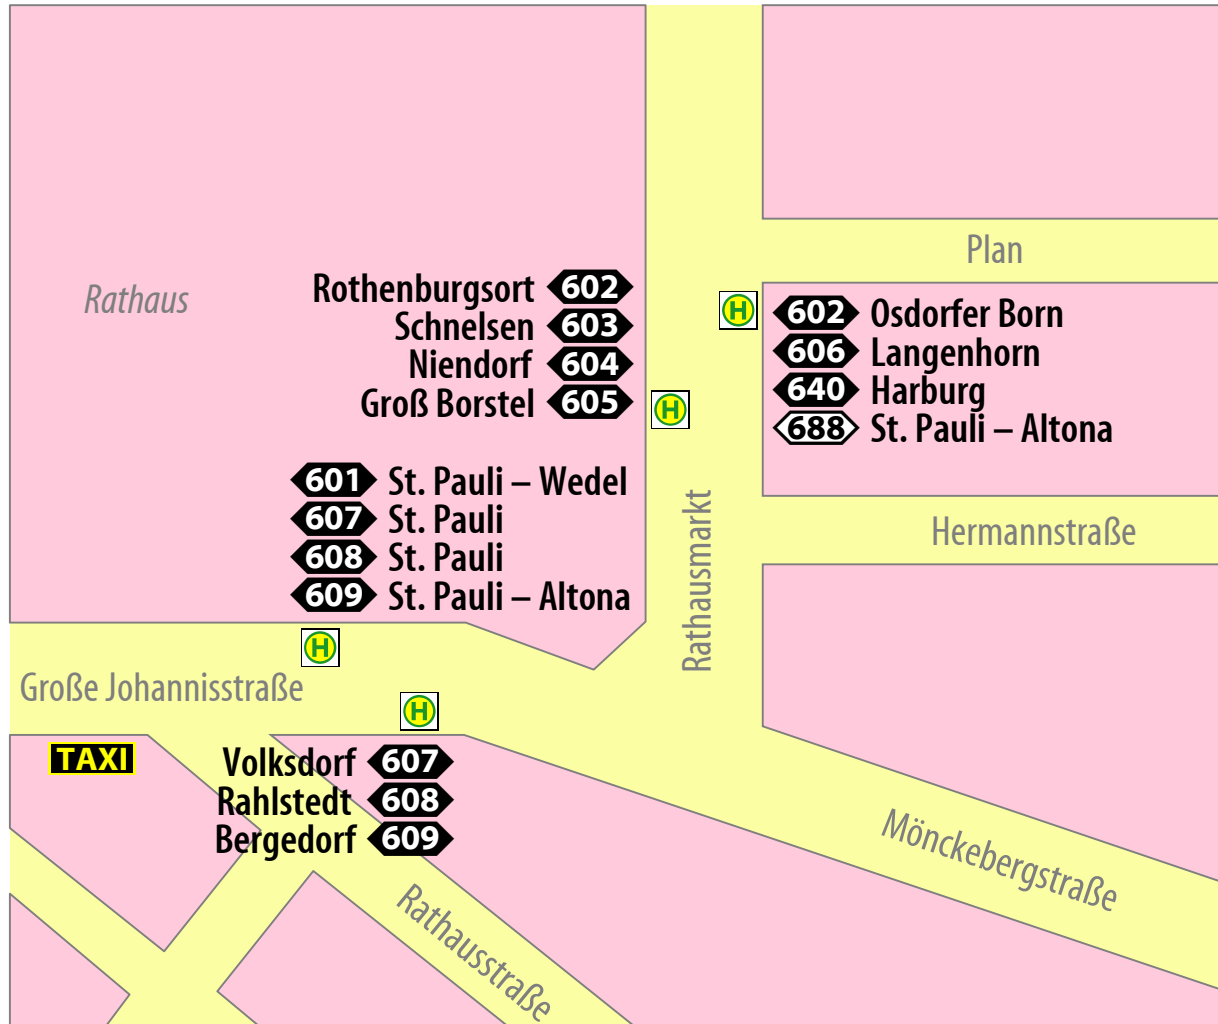 Plan
Rathaus
Rothenburgsort 602
Schnelsen 603
Niendorf 604
Groß Borstel 605
H
602 Osdorfer Born
606 Langenhorn
640 Harburg
688 St. Pauli – Altona
H
601 St. Pauli – Wedel
607 St. Pauli
608 St. Pauli
609 St. Pauli – Altona
Rathausmarkt
Hermannstraße
H
Große Johannisstraße
H
TAXI
Volksdorf 607
Rahlstedt 608
Bergedorf 609
Mönckebergstraße
Rathausstraße